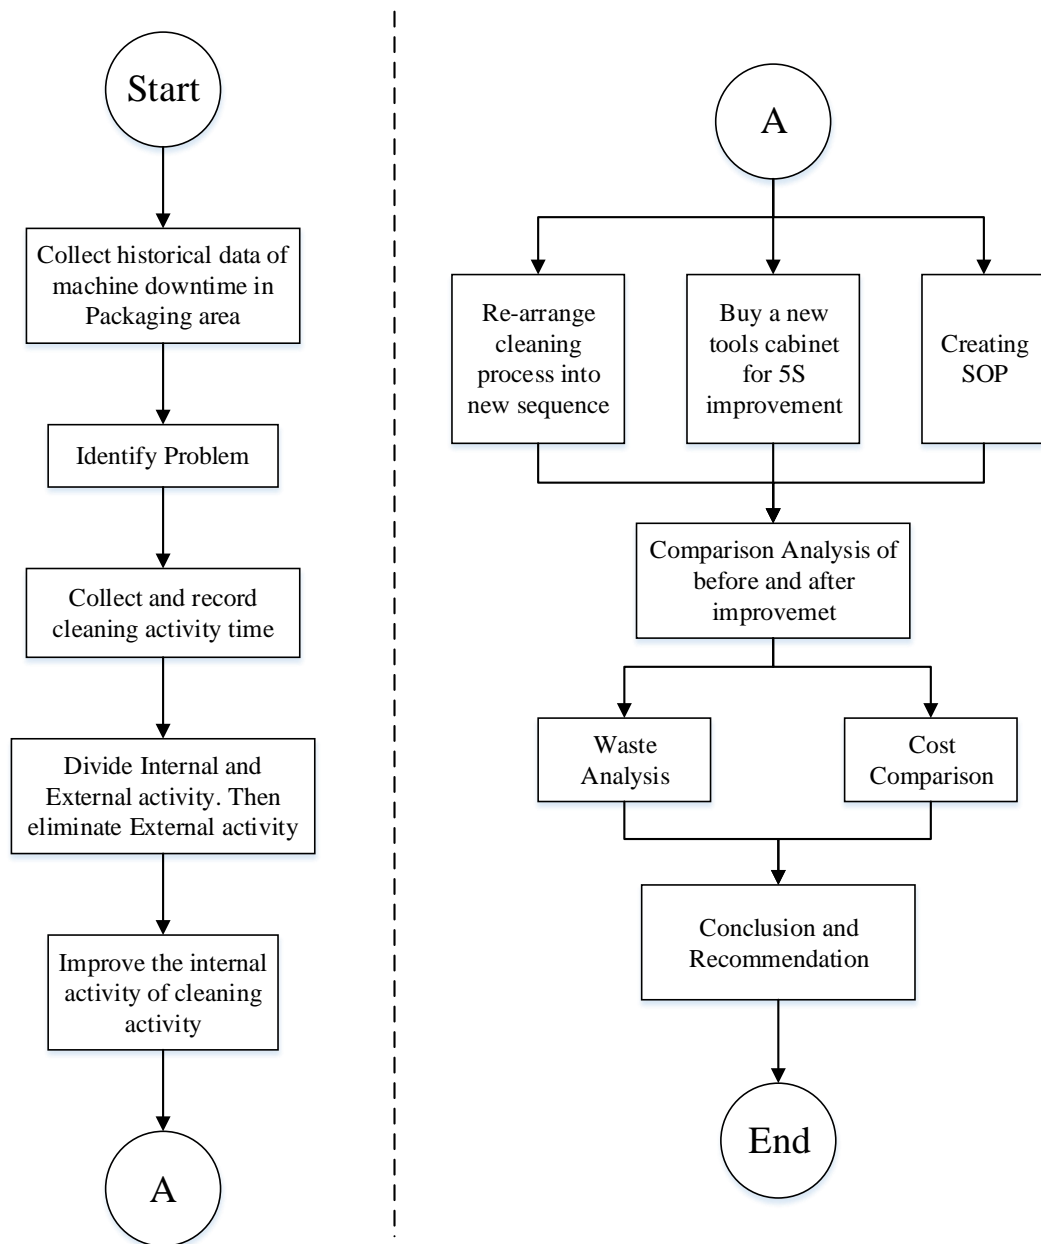 Start
Collect historical data of
machine downtime in
Packaging area
Identify Problem
Collect and record
cleaning activity time
Divide Internal and
External activity. Then
eliminate External activity
Improve the internal
activity of cleaning
activity
A
A
Re-arrange
cleaning
process into
new sequence
Buy a new
tools cabinet
for 5S
improvement
Creating
SOP
Comparison Analysis of
before and after
improvemet
Waste
Analysis
Cost
Comparison
Conclusion and
Recommendation
End